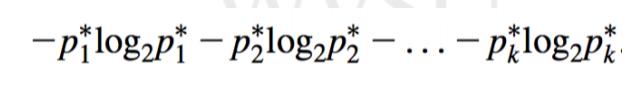 −p₁*log₂p₁* − p₂*log₂p₂* − … − pₖ*log₂pₖ*.